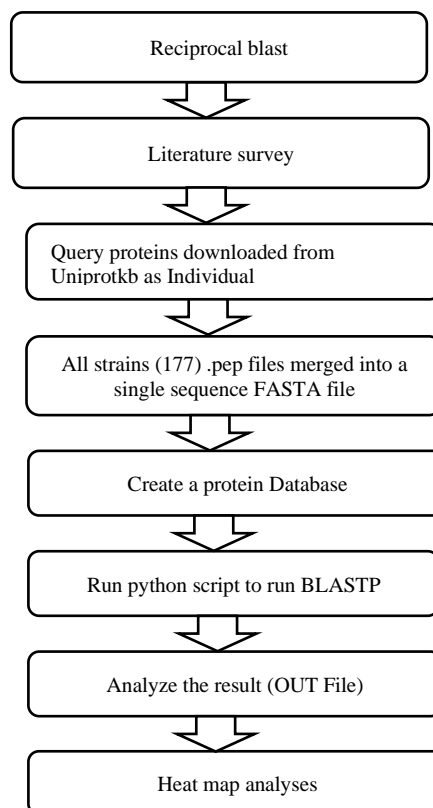 Reciprocal blast
Literature survey
Query proteins downloaded from
Uniprotkb as Individual
All strains (177) .pep files merged into a
single sequence FASTA file
Create a protein Database
Run python script to run BLASTP
Analyze the result (OUT File)
Heat map analyses